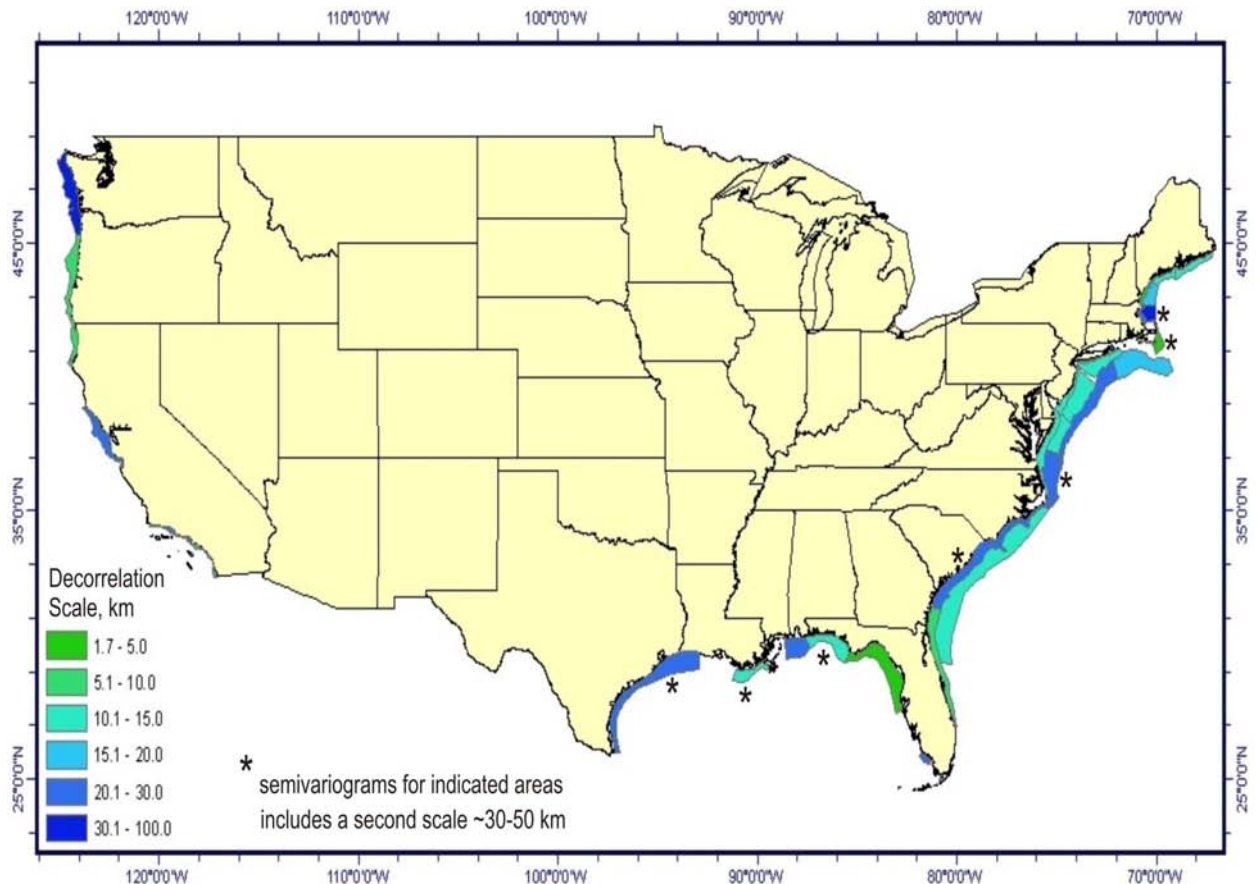 120°0'0"W 110°0'0"W 100°0'0"W 90°0'0"W 80°0'0"W 70°0'0"W
45°0'0"N 45°0'0"N
35°0'0"N 35°0'0"N
Decorrelation
Scale, km
1.7 - 5.0
5.1 - 10.0
10.1 - 15.0
15.1 - 20.0
20.1 - 30.0
30.1 - 100.0
25°0'0"N 25°0'0"N
* semivariograms for indicated areas
includes a second scale ~30-50 km
120°0'0"W 110°0'0"W 100°0'0"W 90°0'0"W 80°0'0"W 70°0'0"W